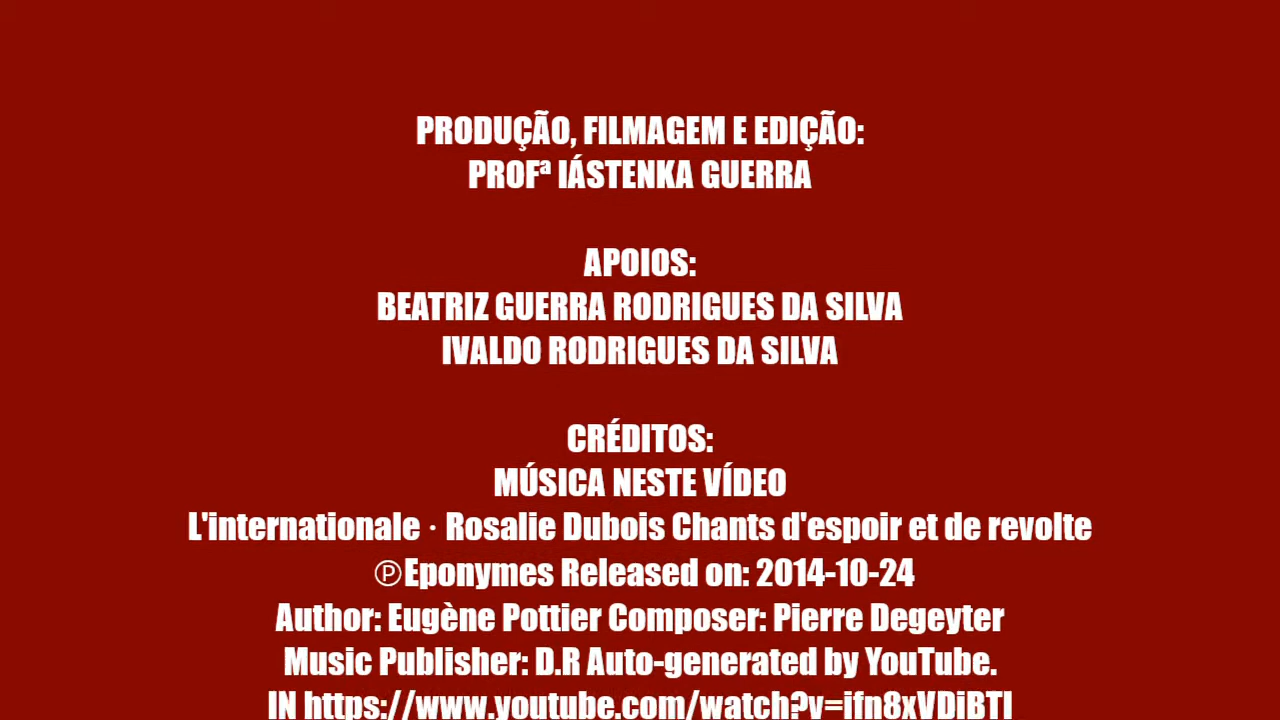 PRODUÇÃO, FILMAGEM E EDIÇÃO:
PROFª IÁSTENKA GUERRA
APOIOS:
BEATRIZ GUERRA RODRIGUES DA SILVA
IVALDO RODRIGUES DA SILVA
CRÉDITOS:
MÚSICA NESTE VÍDEO
L'internationale · Rosalie Dubois Chants d'espoir et de revolte
℗Eponymes Released on: 2014-10-24
Author: Eugène Pottier Composer: Pierre Degeyter
Music Publisher: D.R Auto-generated by YouTube.
IN